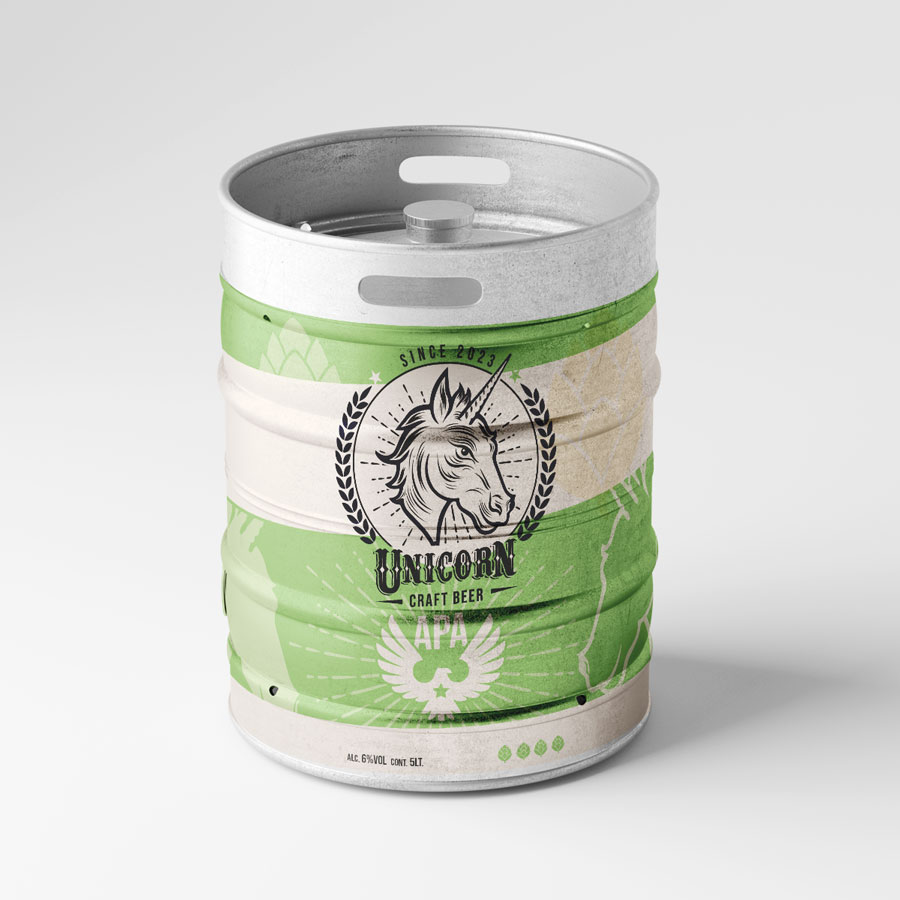 SINCE 2023
UNICORN
CRAFT BEER
APA
ALC. 6%VOL CONT. 5LT.